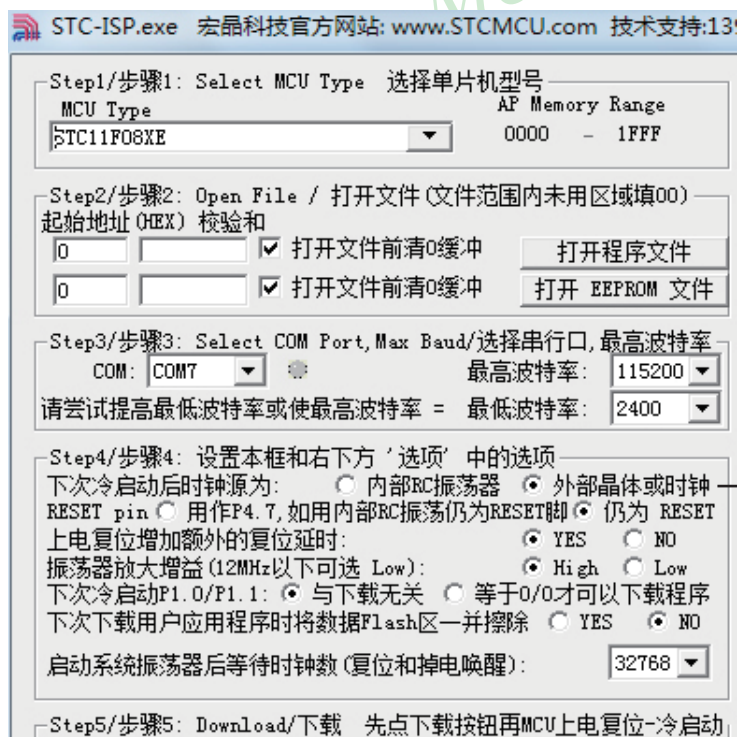 STC-ISP.exe 宏晶科技官方网站: www.STCMCU.com 技术支持:139
Step1/步骤1: Select MCU Type 选择单片机型号
MCU Type AP Memory Range
STC11F08XE 0000 - 1FFF
Step2/步骤2: Open File / 打开文件(文件范围内未用区域填00)
起始地址(HEX) 校验和
0 打开文件前清0缓冲 打开程序文件
0 打开文件前清0缓冲 打开 EEPROM 文件
Step3/步骤3: Select COM Port,Max Baud/选择串行口,最高波特率
COM: COM7 最高波特率: 115200
请尝试提高最低波特率或使最高波特率 = 最低波特率: 2400
Step4/步骤4: 设置本框和右下方 '选项' 中的选项
下次冷启动后时钟源为: 内部RC振荡器 外部晶体或时钟
RESET pin 用作P4.7,如用内部RC振荡仍为RESET脚 仍为 RESET
上电复位增加额外的复位延时: YES NO
振荡器放大增益(12MHz以下可选 Low): High Low
下次冷启动P1.0/P1.1: 与下载无关 等于0/0才可以下载程序
下次下载用户应用程序时将数据Flash区一并擦除 YES NO
启动系统振荡器后等待时钟数(复位和掉电唤醒): 32768
Step5/步骤5: Download/下载 先点下载按钮再MCU上电复位-冷启动